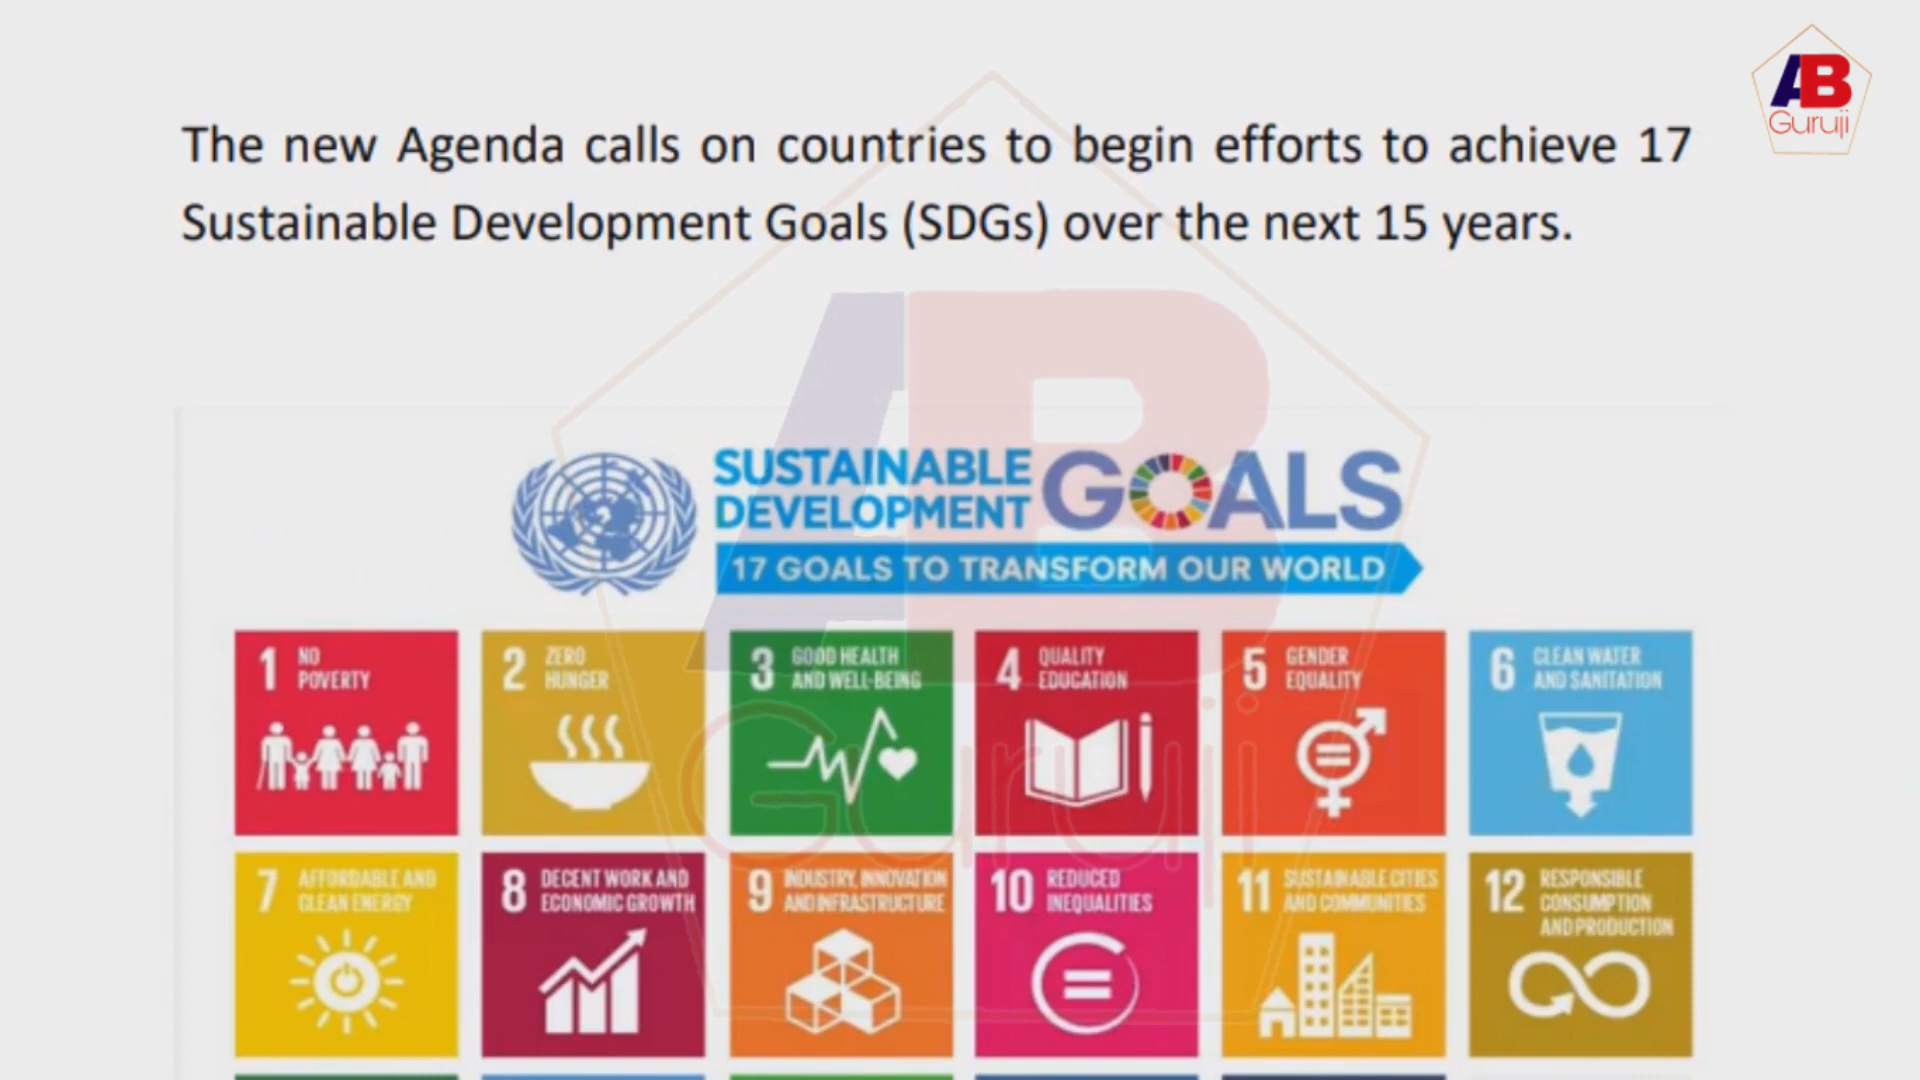 AB
Guruji
The new Agenda calls on countries to begin efforts to achieve 17
Sustainable Development Goals (SDGs) over the next 15 years.
SUSTAINABLE
DEVELOPMENT GOALS
17 GOALS TO TRANSFORM OUR WORLD
1 NO
POVERTY
2 ZERO
HUNGER
3 GOOD HEALTH
AND WELL-BEING
4 QUALITY
EDUCATION
5 GENDER
EQUALITY
6 CLEAN WATER
AND SANITATION
7 AFFORDABLE AND
CLEAN ENERGY
8 DECENT WORK AND
ECONOMIC GROWTH
9 INDUSTRY, INNOVATION
AND INFRASTRUCTURE
10 REDUCED
INEQUALITIES
11 SUSTAINABLE CITIES
AND COMMUNITIES
12 RESPONSIBLE
CONSUMPTION
AND PRODUCTION
AB
Guruji